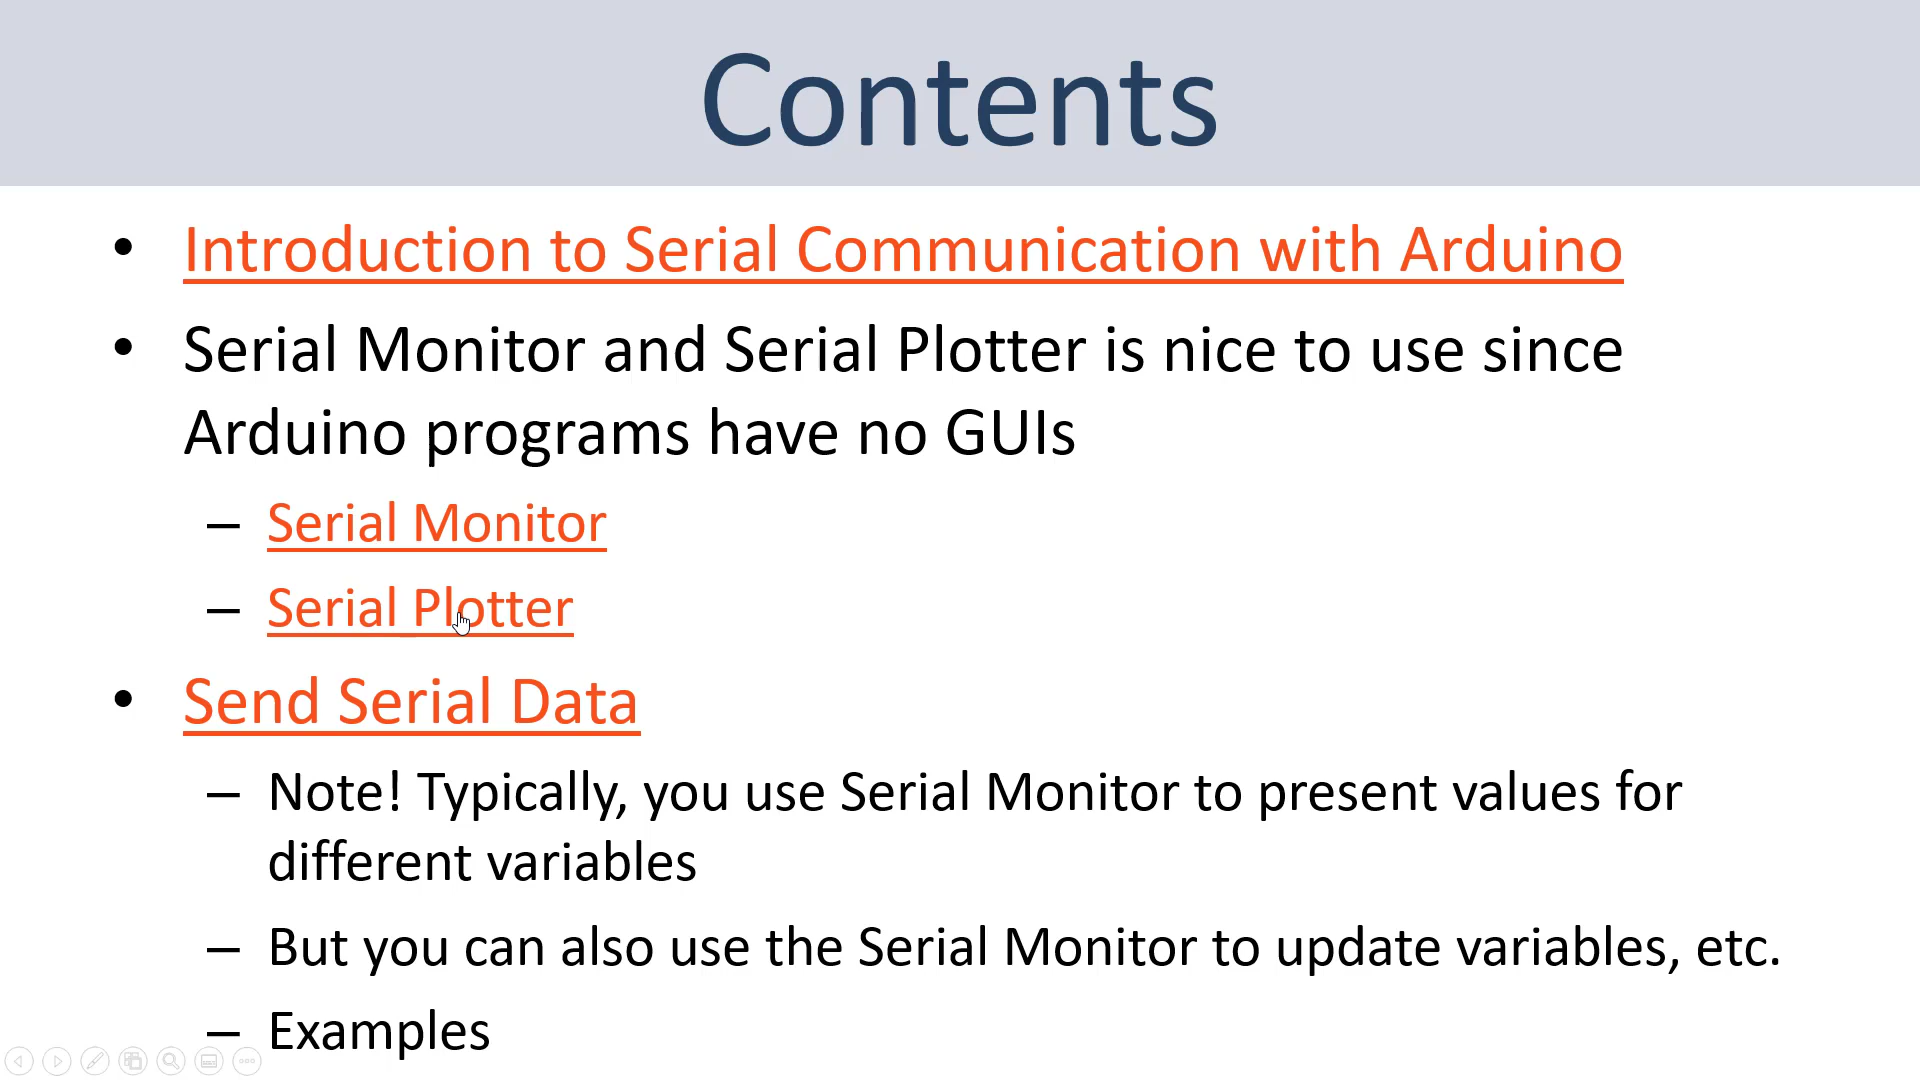 Contents
• Introduction to Serial Communication with Arduino
• Serial Monitor and Serial Plotter is nice to use since
Arduino programs have no GUIs
– Serial Monitor
– Serial Plotter
• Send Serial Data
– Note! Typically, you use Serial Monitor to present values for
different variables
– But you can also use the Serial Monitor to update variables, etc.
– Examples